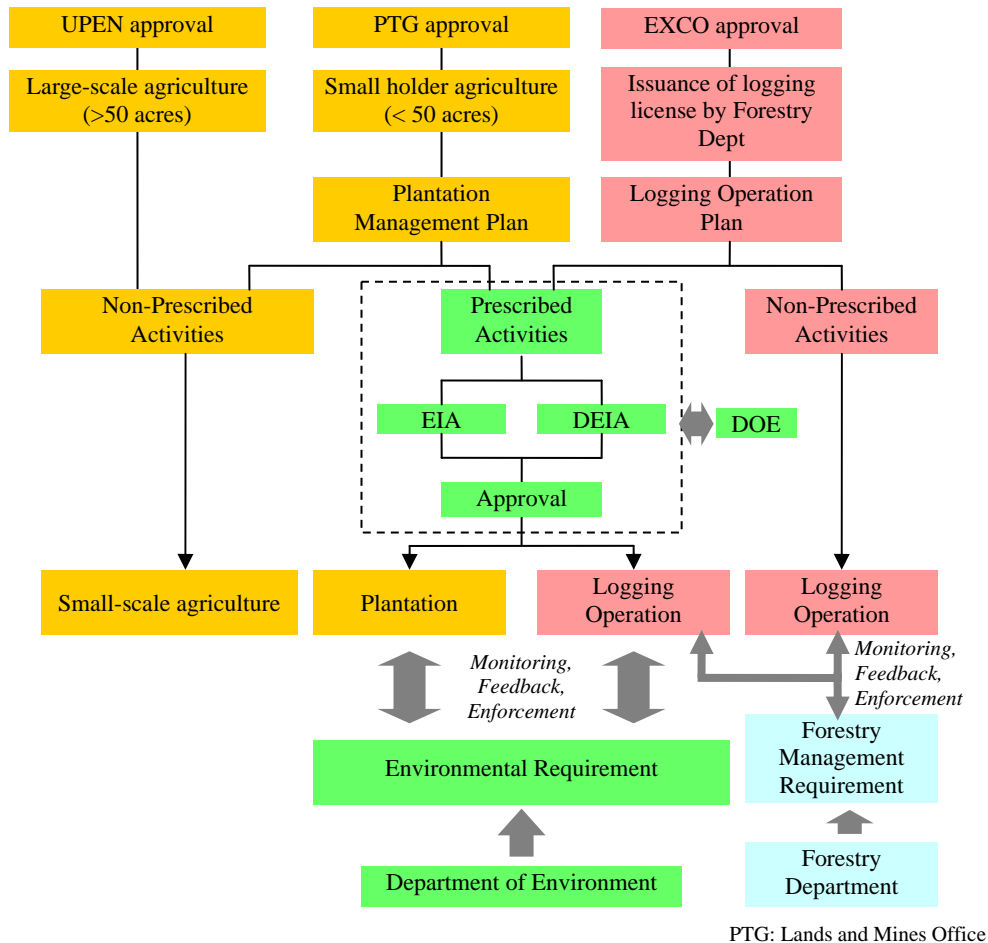 UPEN approval
PTG approval
EXCO approval
Large-scale agriculture
(>50 acres)
Small holder agriculture
(< 50 acres)
Issuance of logging
license by Forestry
Dept
Plantation
Management Plan
Logging Operation
Plan
Non-Prescribed
Activities
Prescribed
Activities
Non-Prescribed
Activities
EIA
DEIA
DOE
Approval
Small-scale agriculture
Plantation
Logging
Operation
Logging
Operation
Monitoring,
Feedback,
Enforcement
Monitoring,
Feedback,
Enforcement
Environmental Requirement
Forestry
Management
Requirement
Department of Environment
Forestry
Department
PTG: Lands and Mines Office